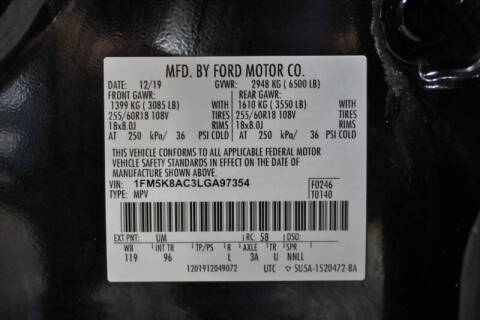 MFD. BY FORD MOTOR CO.
DATE: 12/19 GVWR: 2948 KG ( 6500 LB)
FRONT GAWR: REAR GAWR:
1399 KG ( 3085 LB) WITH 1610 KG ( 3550 LB) WITH
255/60R18 108V TIRES 255/60R18 108V TIRES
18x8.0J RIMS 18x8.0J RIMS
AT 250 kPa/ 36 PSI COLD AT 250 kPa/ 36 PSI COLD
THIS VEHICLE CONFORMS TO ALL APPLICABLE FEDERAL MOTOR
VEHICLE SAFETY STANDARDS IN EFFECT ON THE DATE OF
MANUFACTURE SHOWN ABOVE.
VIN: 1FM5K8AC3LGA97354 F0246
TYPE: MPV T0140
EXT PNT: UM RC: 58 DSO:
WB INT TR TP/PS R AXLE TR SPR
119 96 L 3A U NNLL
1201912049072 UTC 5U5A-1520472-BA